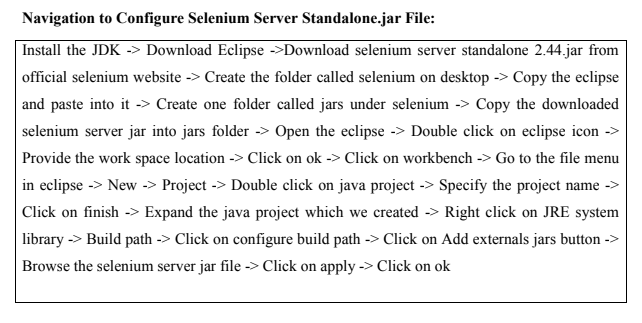 Navigation to Configure Selenium Server Standalone.jar File:
Install the JDK -> Download Eclipse ->Download selenium server standalone 2.44.jar from
official selenium website -> Create the folder called selenium on desktop -> Copy the eclipse
and paste into it -> Create one folder called jars under selenium -> Copy the downloaded
selenium server jar into jars folder -> Open the eclipse -> Double click on eclipse icon ->
Provide the work space location -> Click on ok -> Click on workbench -> Go to the file menu
in eclipse -> New -> Project -> Double click on java project -> Specify the project name ->
Click on finish -> Expand the java project which we created -> Right click on JRE system
library -> Build path -> Click on configure build path -> Click on Add externals jars button ->
Browse the selenium server jar file -> Click on apply -> Click on ok